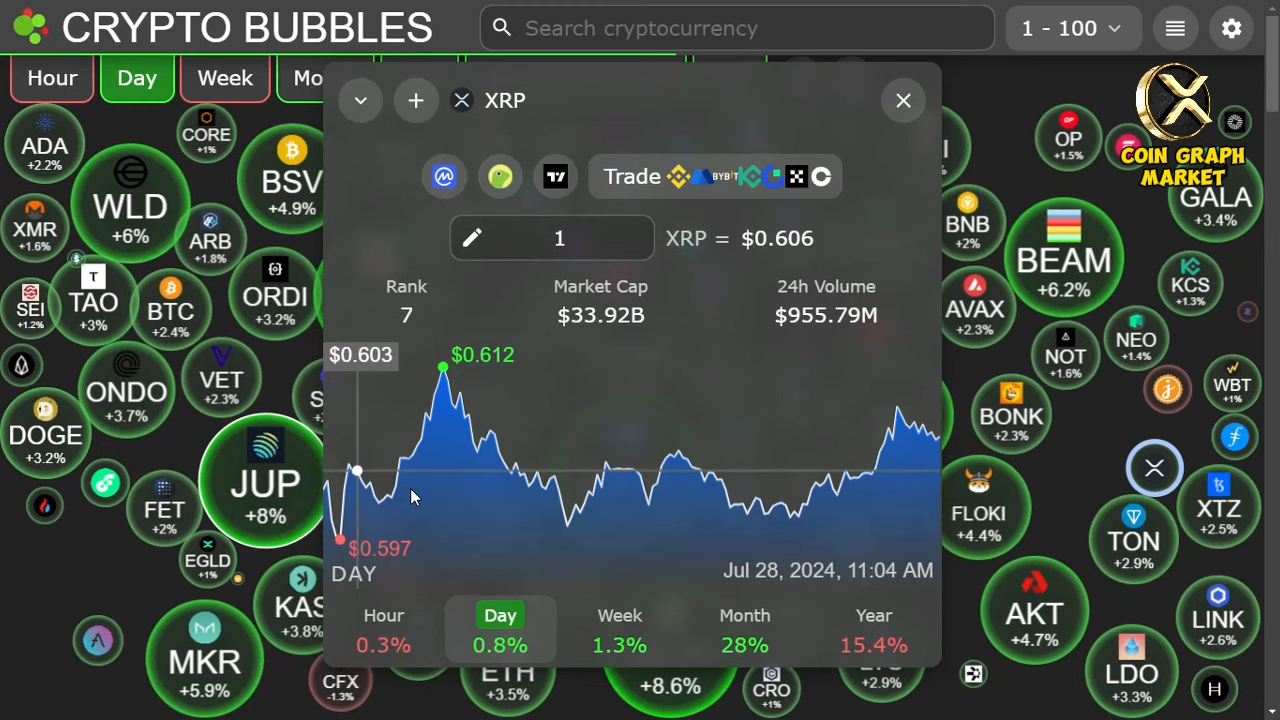 CRYPTO BUBBLES
Search cryptocurrency
1 - 100
Hour
Day
Week
XRP
COIN GRAPH
MARKET
Trade
BYBIT
1
XRP = $0.606
Rank
7
Market Cap
$33.92B
24h Volume
$955.79M
$0.603
$0.612
$0.597
DAY
Jul 28, 2024, 11:04 AM
Hour
0.3%
Day
0.8%
Week
1.3%
Month
28%
Year
15.4%
ADA
+2.2%
CORE
+1%
WLD
+6%
BSV
+4.9%
XMR
+1.6%
ARB
+1.8%
SEI
+1.2%
T
TAO
+3%
BTC
+2.4%
ORDI
+3.2%
ONDO
+3.7%
VET
+2.3%
DOGE
+3.2%
JUP
+8%
FET
+2%
EGLD
+1%
KAS
+3.8%
MKR
+5.9%
CFX
-1.3%
ETH
+3.5%
+8.6%
CRO
+1%
+2.9%
OP
OP
+1.5%
GALA
+3.4%
BNB
+2%
BEAM
+6.2%
KCS
+1.3%
AVAX
+2.3%
NEO
+1.4%
NOT
+1.6%
WBT
+1%
BONK
+2.3%
FLOKI
+4.4%
XTZ
+2.5%
TON
+2.9%
AKT
+4.7%
LINK
+2.6%
LDO
+3.3%
H